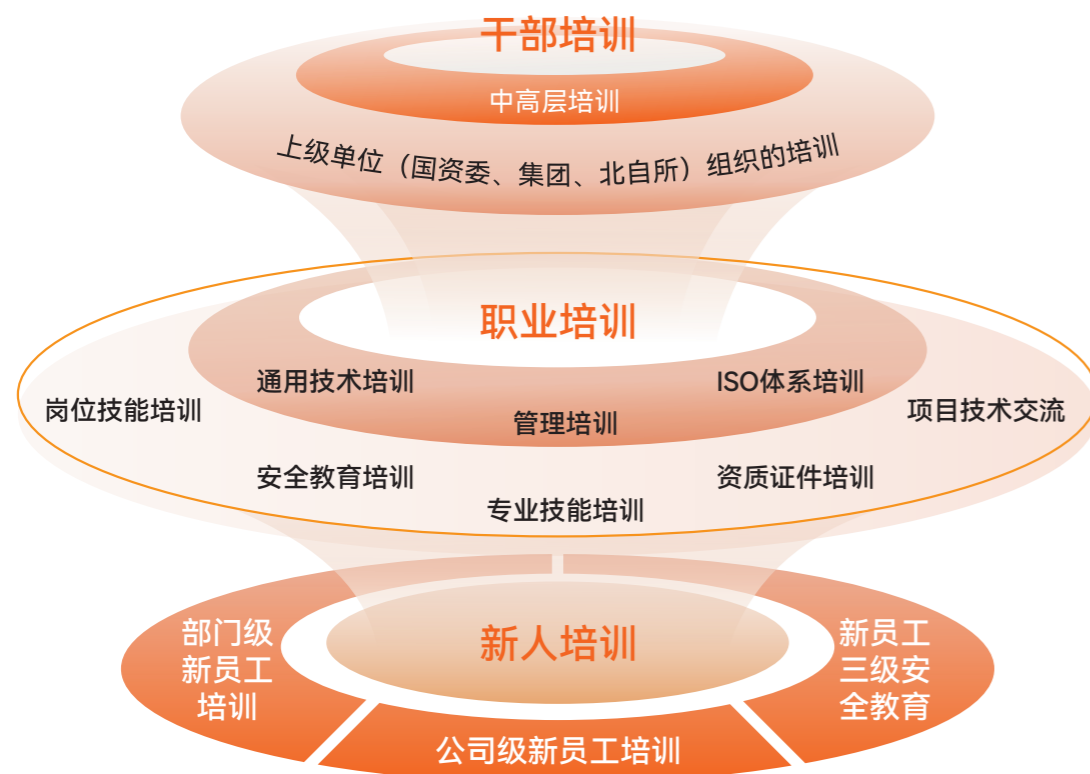 干部培训
中高层培训
上级单位（国资委、集团、北自所）组织的培训
职业培训
通用技术培训
ISO体系培训
岗位技能培训
管理培训
项目技术交流
安全教育培训
资质证件培训
专业技能培训
新人培训
部门级
新员工
培训
新员工
三级安
全教育
公司级新员工培训